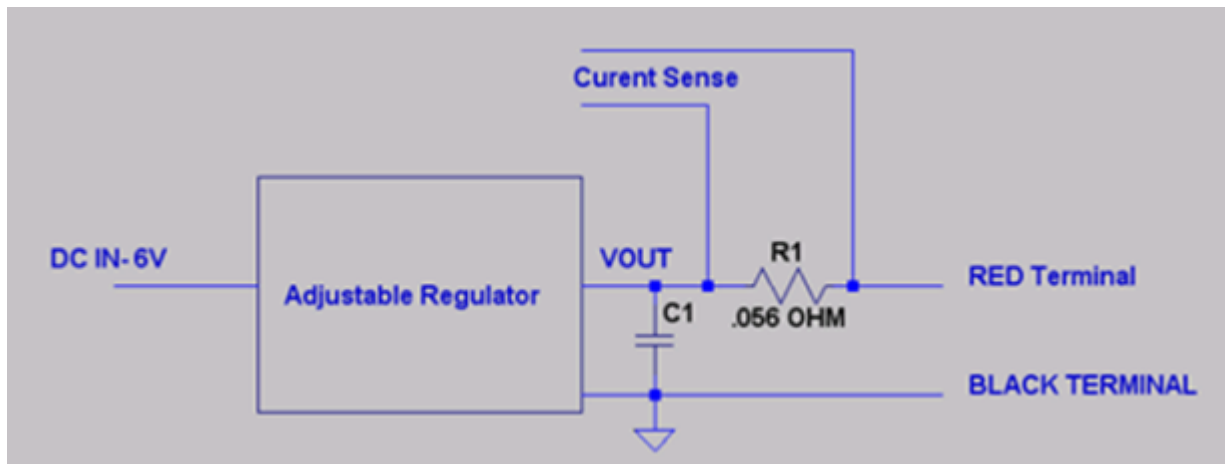 Curent Sense
DC IN- 6V
Adjustable Regulator
VOUT
C1
R1
.056 OHM
RED Terminal
BLACK TERMINAL